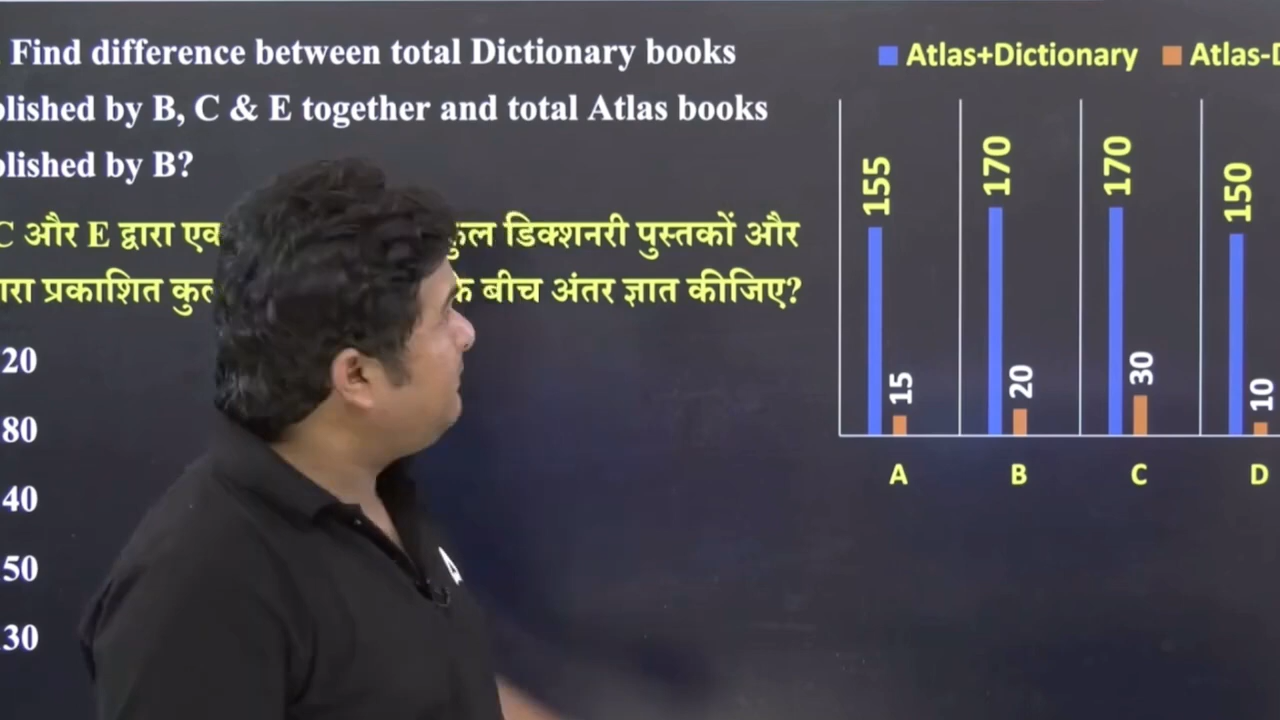 Find difference between total Dictionary books
blished by B, C & E together and total Atlas books
blished by B?
C और E द्वारा एव कुल डिक्शनरी पुस्तकों और
रा प्रकाशित कुल के बीच अंतर ज्ञात कीजिए?
20
80
40
50
30
Atlas+Dictionary Atlas-D
155 15 170 20 170 30 150 10
A B C D